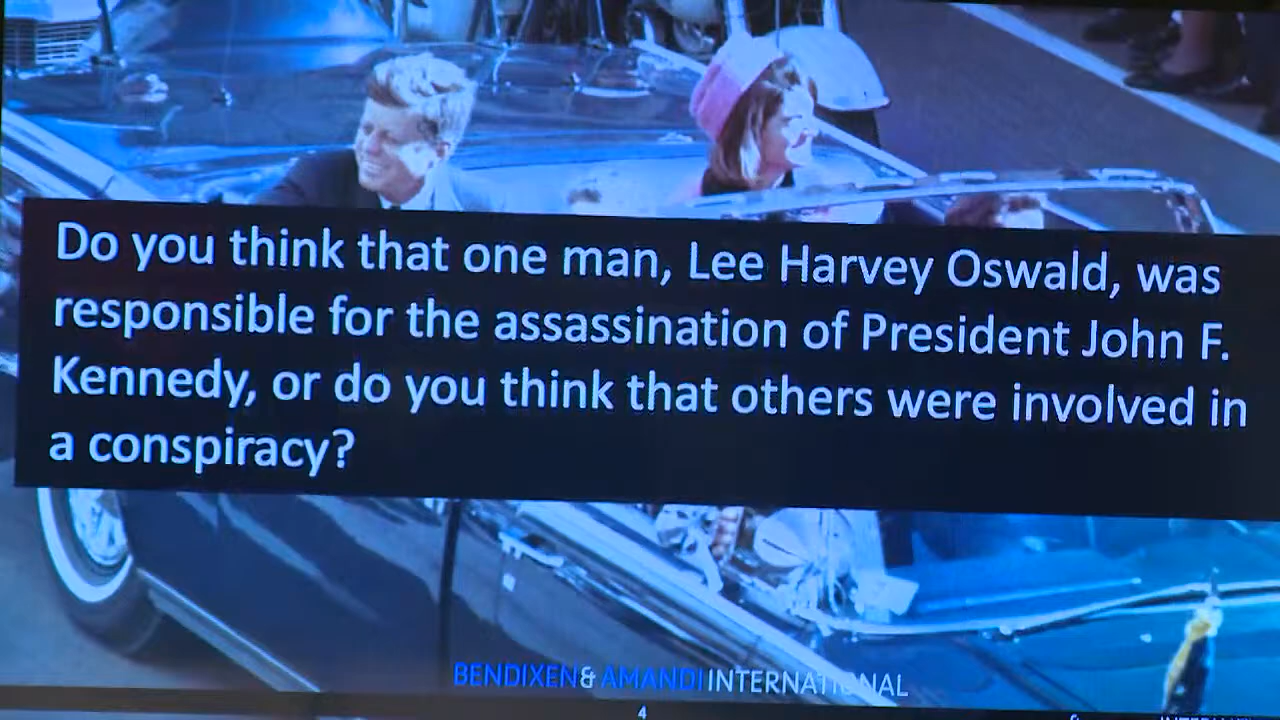 Do you think that one man, Lee Harvey Oswald, was
responsible for the assassination of President John F.
Kennedy, or do you think that others were involved in
a conspiracy?
BENDIXEN& AMANDI INTERNATIONAL
4